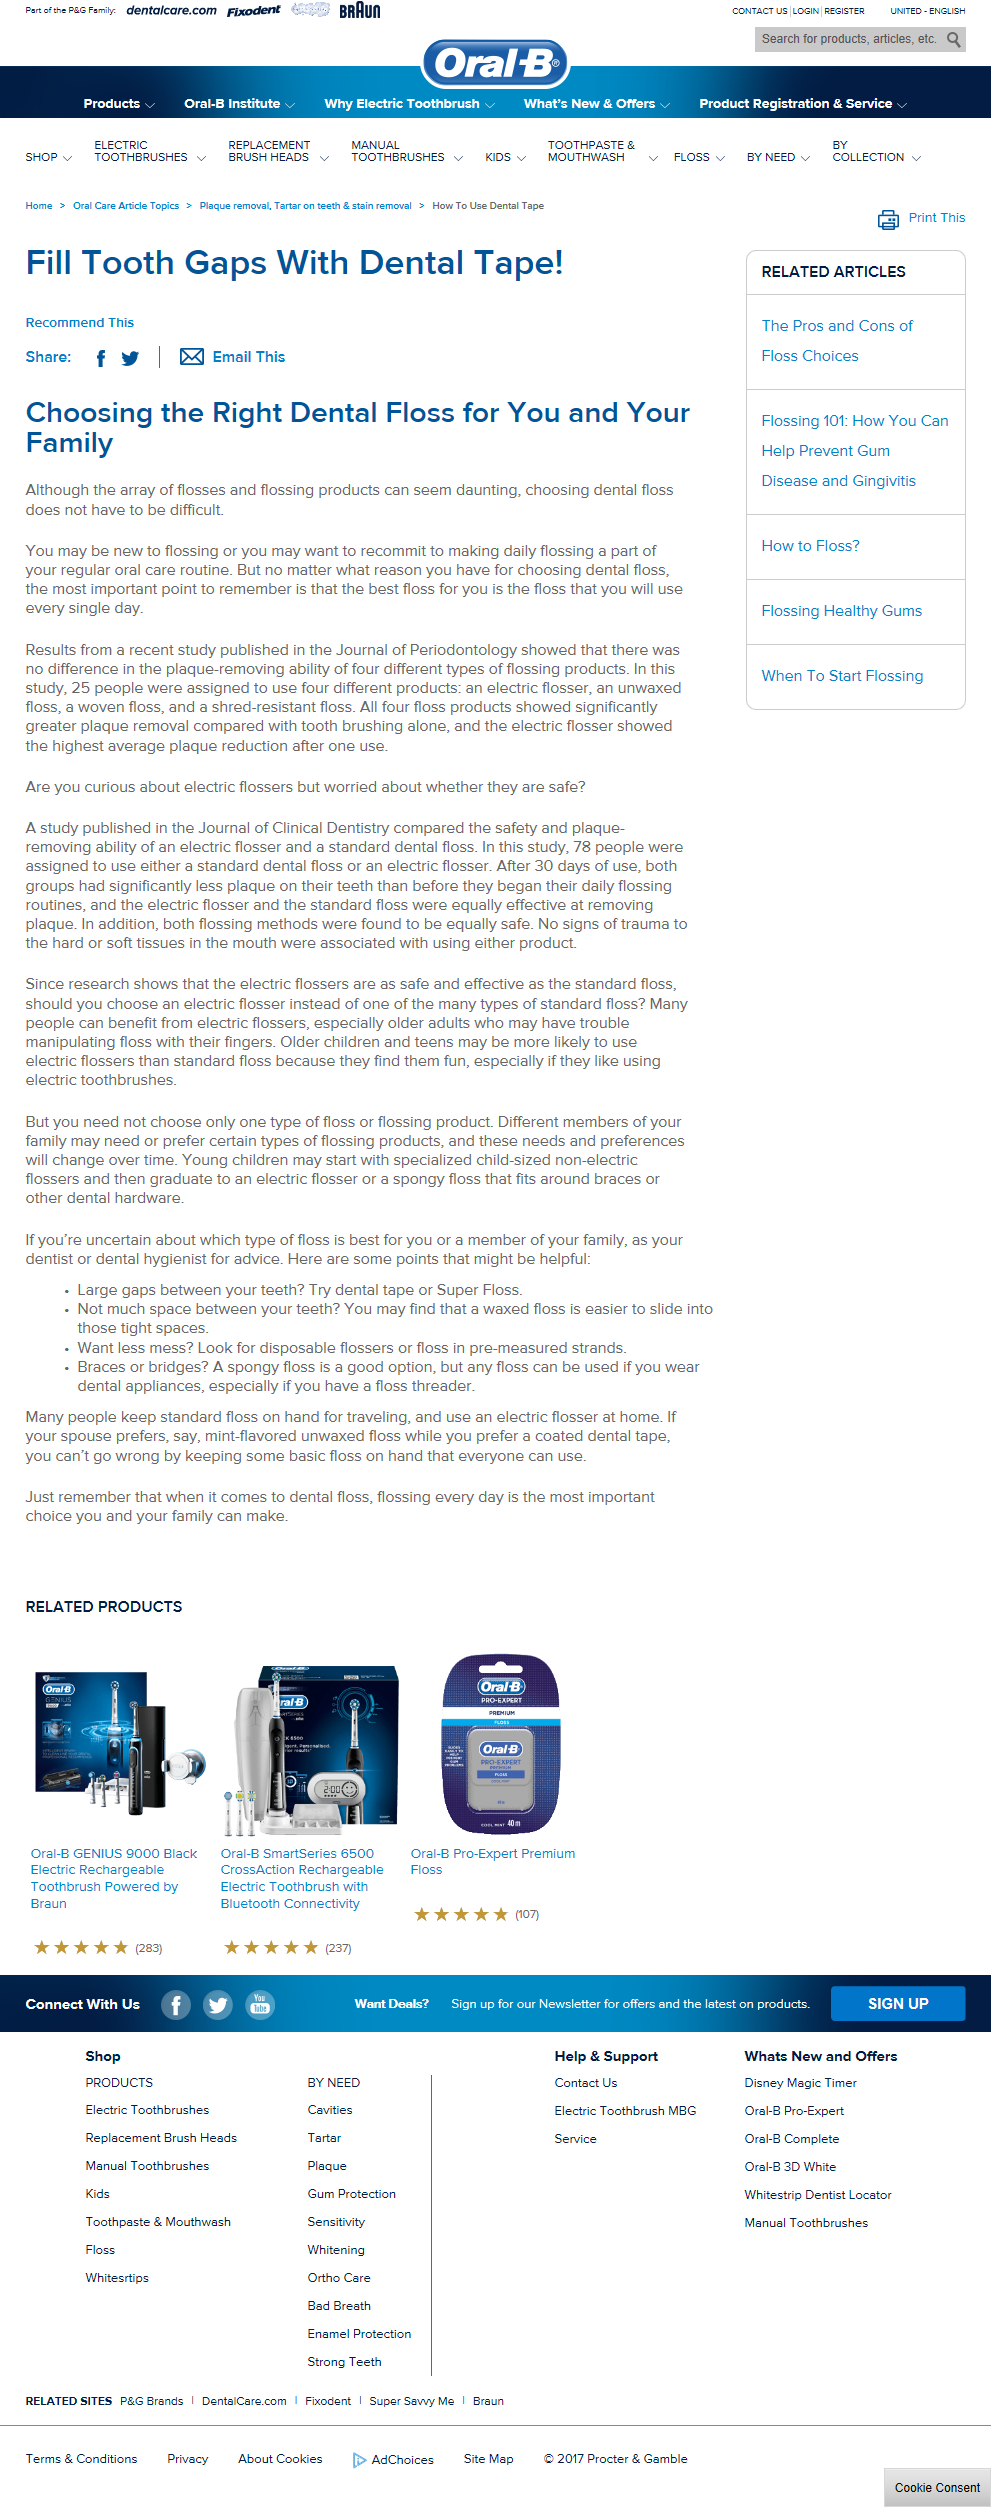 Part of the P&G Family:
dentalcare.com
Fixodent
BRAUN
CONTACT US
LOGIN
REGISTER
UNITED - ENGLISH
Search for products, articles, etc.
Oral-B®
Products
Oral-B Institute
Why Electric Toothbrush
What's New & Offers
Product Registration & Service
SHOP
ELECTRIC
TOOTHBRUSHES
REPLACEMENT
BRUSH HEADS
MANUAL
TOOTHBRUSHES
KIDS
TOOTHPASTE &
MOUTHWASH
FLOSS
BY NEED
BY
COLLECTION
Home > Oral Care Article Topics > Plaque removal, Tartar on teeth & stain removal > How To Use Dental Tape
Print This
Fill Tooth Gaps With Dental Tape!
Recommend This
Share:
Email This
Choosing the Right Dental Floss for You and Your
Family
Although the array of flosses and flossing products can seem daunting, choosing dental floss
does not have to be difficult.
You may be new to flossing or you may want to recommit to making daily flossing a part of
your regular oral care routine. But no matter what reason you have for choosing dental floss,
the most important point to remember is that the best floss for you is the floss that you will use
every single day.
Results from a recent study published in the Journal of Periodontology showed that there was
no difference in the plaque-removing ability of four different types of flossing products. In this
study, 25 people were assigned to use four different products: an electric flosser, an unwaxed
floss, a woven floss, and a shred-resistant floss. All four floss products showed significantly
greater plaque removal compared with tooth brushing alone, and the electric flosser showed
the highest average plaque reduction after one use.
Are you curious about electric flossers but worried about whether they are safe?
A study published in the Journal of Clinical Dentistry compared the safety and plaque-
removing ability of an electric flosser and a standard dental floss. In this study, 78 people were
assigned to use either a standard dental floss or an electric flosser. After 30 days of use, both
groups had significantly less plaque on their teeth than before they began their daily flossing
routines, and the electric flosser and the standard floss were equally effective at removing
plaque. In addition, both flossing methods were found to be equally safe. No signs of trauma to
the hard or soft tissues in the mouth were associated with using either product.
Since research shows that the electric flossers are as safe and effective as the standard floss,
should you choose an electric flosser instead of one of the many types of standard floss? Many
people can benefit from electric flossers, especially older adults who may have trouble
manipulating floss with their fingers. Older children and teens may be more likely to use
electric flossers than standard floss because they find them fun, especially if they like using
electric toothbrushes.
But you need not choose only one type of floss or flossing product. Different members of your
family may need or prefer certain types of flossing products, and these needs and preferences
will change over time. Young children may start with specialized child-sized non-electric
flossers and then graduate to an electric flosser or a spongy floss that fits around braces or
other dental hardware.
If you're uncertain about which type of floss is best for you or a member of your family, as your
dentist or dental hygienist for advice. Here are some points that might be helpful:
• Large gaps between your teeth? Try dental tape or Super Floss.
• Not much space between your teeth? You may find that a waxed floss is easier to slide into
those tight spaces.
• Want less mess? Look for disposable flossers or floss in pre-measured strands.
• Braces or bridges? A spongy floss is a good option, but any floss can be used if you wear
dental appliances, especially if you have a floss threader.
Many people keep standard floss on hand for traveling, and use an electric flosser at home. If
your spouse prefers, say, mint-flavored unwaxed floss while you prefer a coated dental tape,
you can't go wrong by keeping some basic floss on hand that everyone can use.
Just remember that when it comes to dental floss, flossing every day is the most important
choice you and your family can make.
RELATED ARTICLES
The Pros and Cons of
Floss Choices
Flossing 101: How You Can
Help Prevent Gum
Disease and Gingivitis
How to Floss?
Flossing Healthy Gums
When To Start Flossing
RELATED PRODUCTS
Oral-B
GENIUS
2:00
Oral-B
PRO-EXPERT
PREMIUM
FLOSS
Oral-B
PRO-EXPERT
PREMIUM
FLOSS
COOL MINT 40m
Oral-B GENIUS 9000 Black
Electric Rechargeable
Toothbrush Powered by
Braun
(283)
Oral-B SmartSeries 6500
CrossAction Rechargeable
Electric Toothbrush with
Bluetooth Connectivity
(237)
Oral-B Pro-Expert Premium
Floss
(107)
Connect With Us
You
Tube
Want Deals?
Sign up for our Newsletter for offers and the latest on products.
SIGN UP
Shop
PRODUCTS
Electric Toothbrushes
Replacement Brush Heads
Manual Toothbrushes
Kids
Toothpaste & Mouthwash
Floss
Whitesrtips
BY NEED
Cavities
Tartar
Plaque
Gum Protection
Sensitivity
Whitening
Ortho Care
Bad Breath
Enamel Protection
Strong Teeth
Help & Support
Contact Us
Electric Toothbrush MBG
Service
Whats New and Offers
Disney Magic Timer
Oral-B Pro-Expert
Oral-B Complete
Oral-B 3D White
Whitestrip Dentist Locator
Manual Toothbrushes
RELATED SITES P&G Brands | DentalCare.com | Fixodent | Super Savvy Me | Braun
Terms & Conditions
Privacy
About Cookies
AdChoices
Site Map
© 2017 Procter & Gamble
Cookie Consent